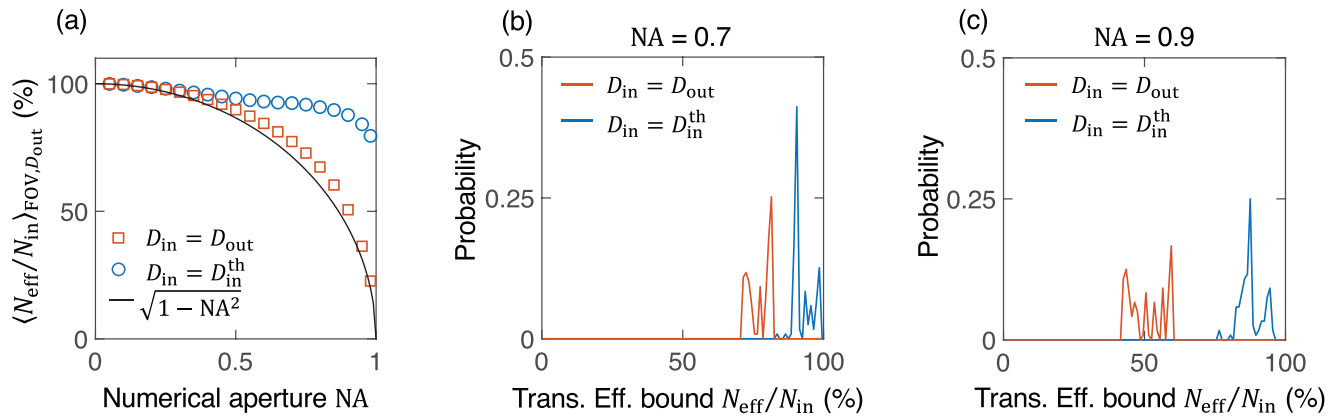 (a)
⟨N_eff/N_in⟩_FOV,D_out (%)
100
50
0
D_in = D_out
D_in = D_in^th
√(1 − NA²)
0
0.5
1
Numerical aperture NA
(b)
NA = 0.7
Probability
0.5
0.25
0
D_in = D_out
D_in = D_in^th
0
50
100
Trans. Eff. bound N_eff/N_in (%)
(c)
NA = 0.9
Probability
0.5
0.25
0
D_in = D_out
D_in = D_in^th
0
50
100
Trans. Eff. bound N_eff/N_in (%)